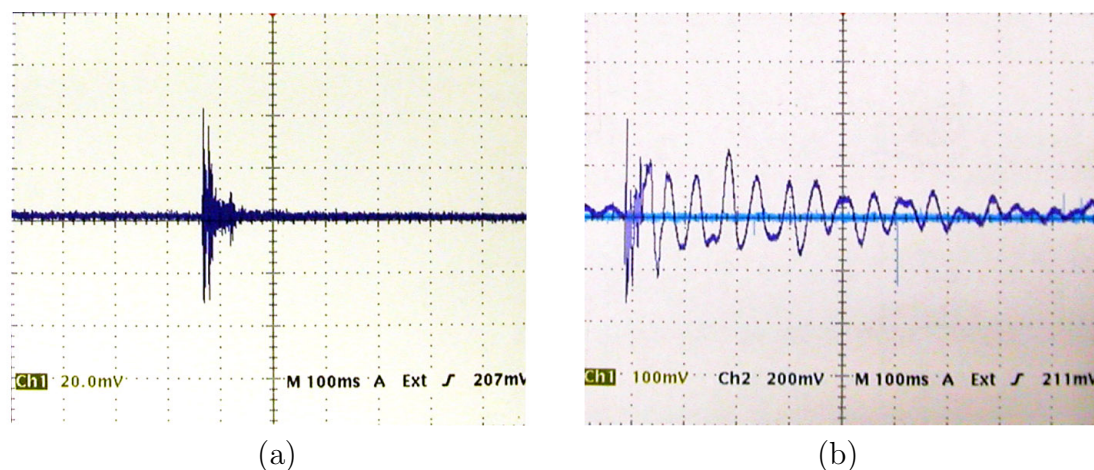 Ch1 20.0mV M 100ms A Ext ƒ 207mV
Ch1 100mV Ch2 200mV M 100ms A Ext ƒ 211mV
(a) (b)